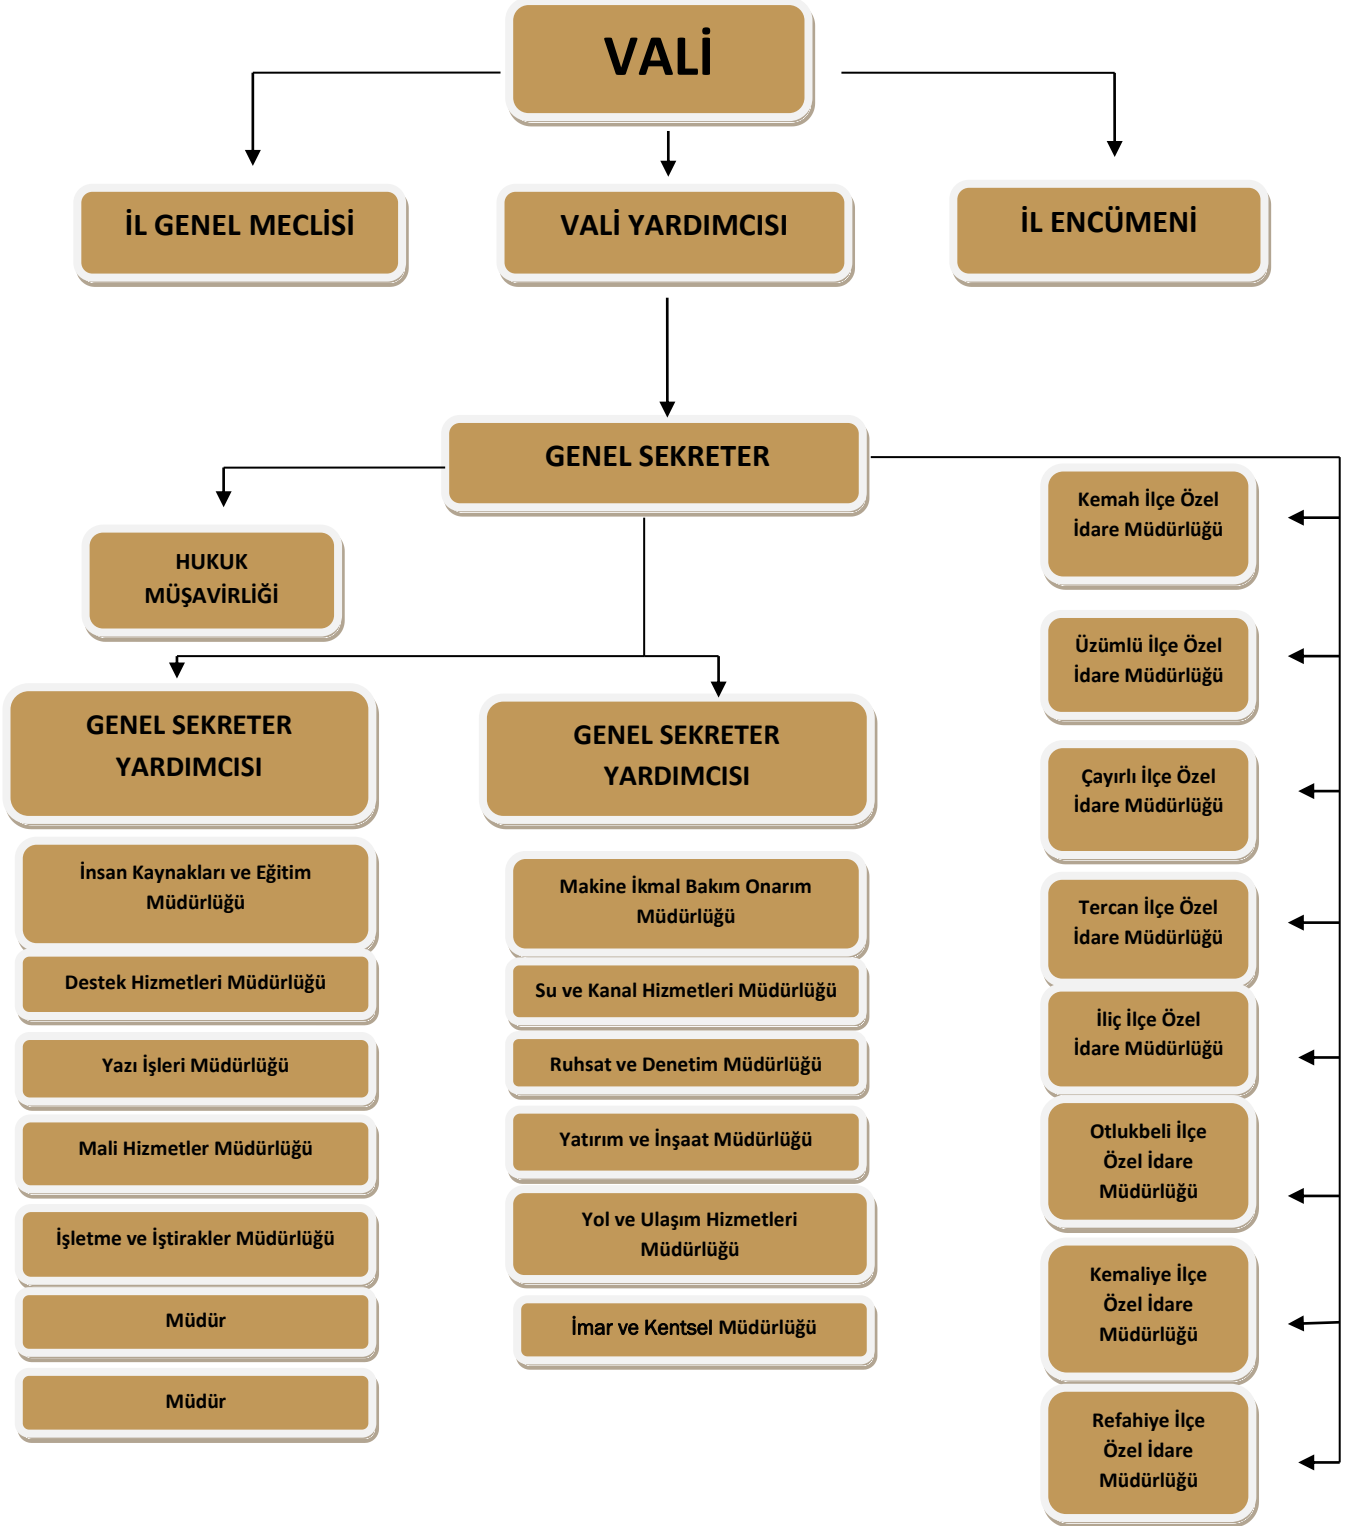 VALİ
İL GENEL MECLİSİ
VALİ YARDIMCISI
İL ENCÜMENİ
GENEL SEKRETER
HUKUK
MÜŞAVİRLİĞİ
GENEL SEKRETER
YARDIMCISI
İnsan Kaynakları ve Eğitim
Müdürlüğü
Destek Hizmetleri Müdürlüğü
Yazı İşleri Müdürlüğü
Mali Hizmetler Müdürlüğü
İşletme ve İştirakler Müdürlüğü
Müdür
Müdür
GENEL SEKRETER
YARDIMCISI
Makine İkmal Bakım Onarım
Müdürlüğü
Su ve Kanal Hizmetleri Müdürlüğü
Ruhsat ve Denetim Müdürlüğü
Yatırım ve İnşaat Müdürlüğü
Yol ve Ulaşım Hizmetleri
Müdürlüğü
İmar ve Kentsel Müdürlüğü
Kemah İlçe Özel
İdare Müdürlüğü
Üzümlü İlçe Özel
İdare Müdürlüğü
Çayırlı İlçe Özel
İdare Müdürlüğü
Tercan İlçe Özel
İdare Müdürlüğü
İliç İlçe Özel
İdare Müdürlüğü
Otlukbeli İlçe
Özel İdare
Müdürlüğü
Kemaliye İlçe
Özel İdare
Müdürlüğü
Refahiye İlçe
Özel İdare
Müdürlüğü